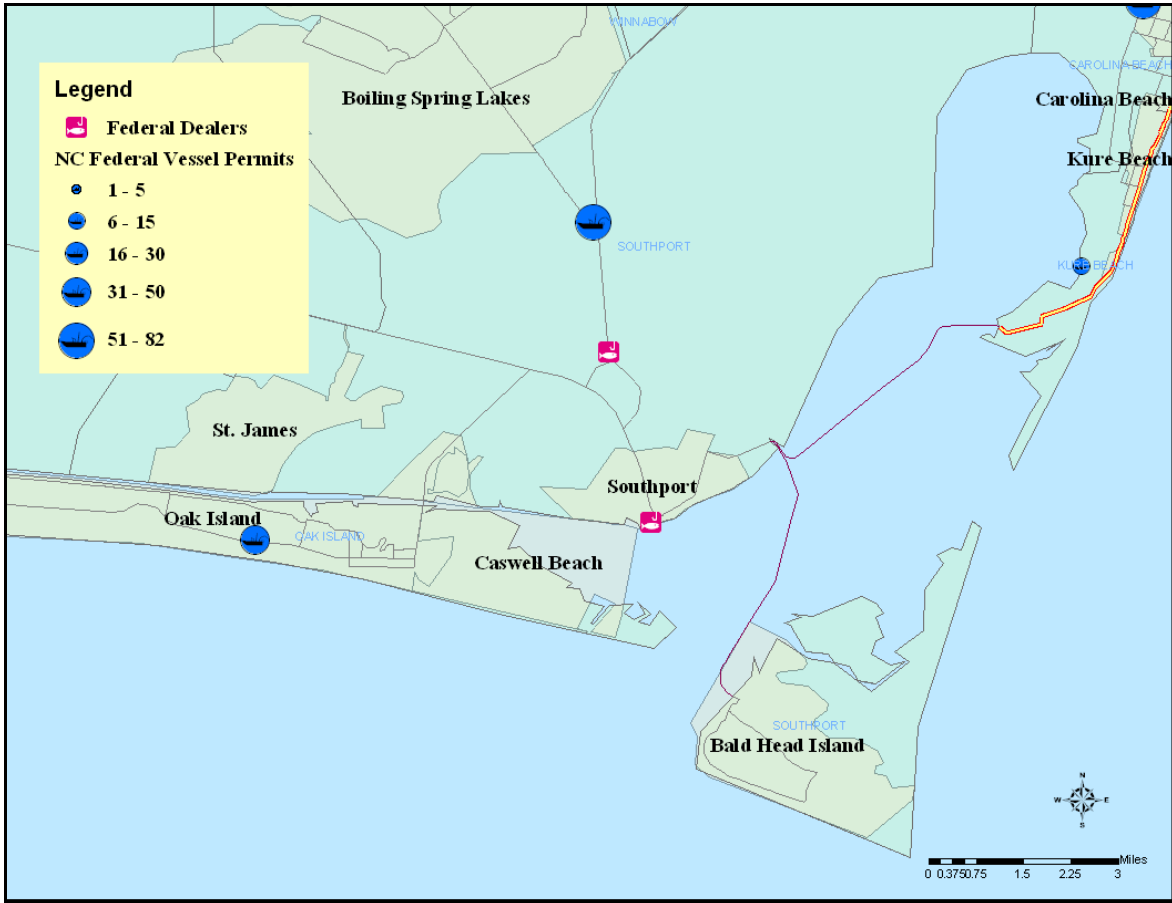 WINNABOW
CAROLINA BEACH
Legend
Federal Dealers
NC Federal Vessel Permits
1 - 5
6 - 15
16 - 30
31 - 50
51 - 82
Boiling Spring Lakes
Carolina Beach
Kure Beach
SOUTHPORT
KURE BEACH
St. James
Southport
Oak Island
OAK ISLAND
Caswell Beach
SOUTHPORT
Bald Head Island
N
W E
S
Miles
0 0.375 0.75 1.5 2.25 3